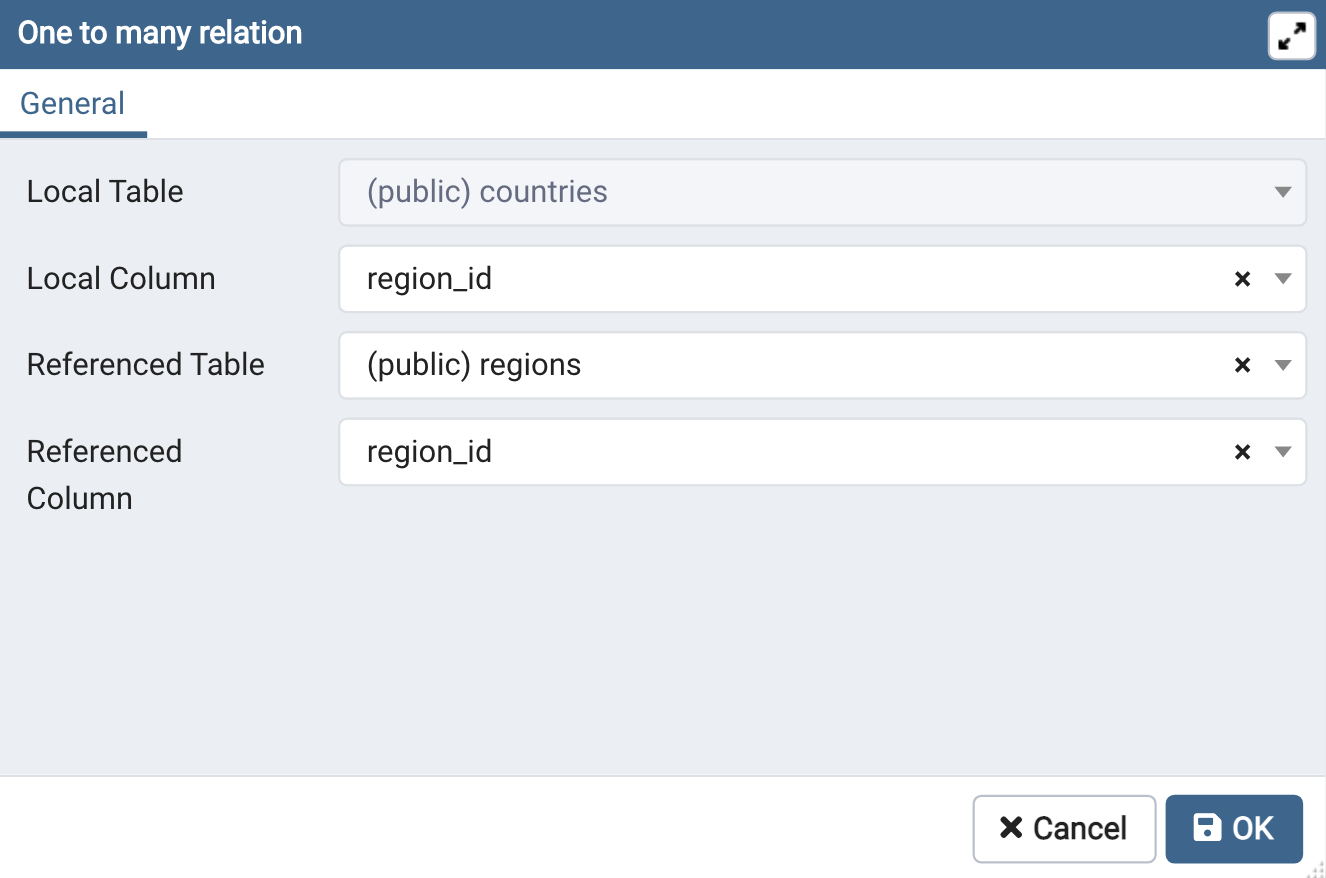 One to many relation
General
Local Table
(public) countries
Local Column
region_id
Referenced Table
(public) regions
Referenced
Column
region_id
Cancel
OK